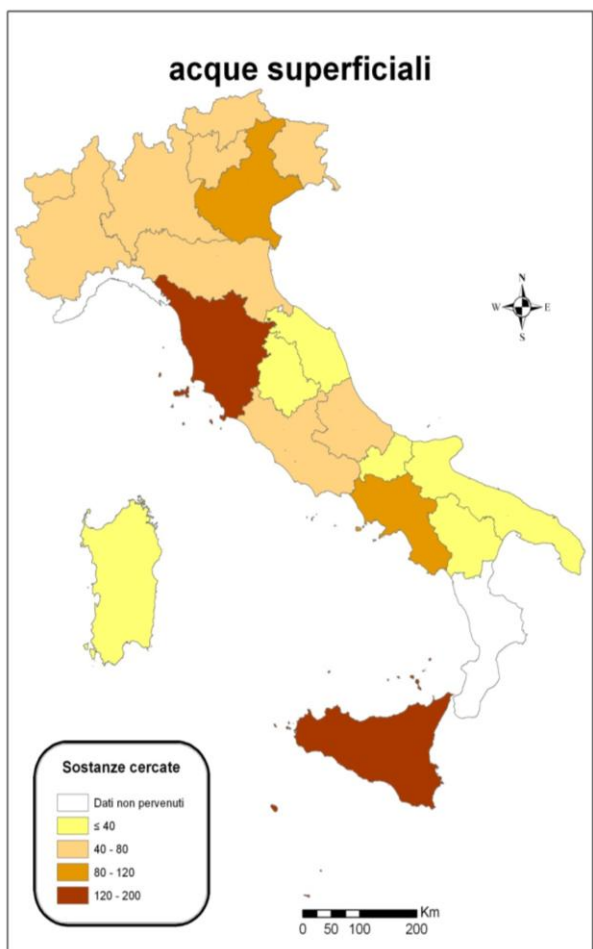 acque superficiali
N
W E
S
Sostanze cercate
Dati non pervenuti
≤ 40
40 - 80
80 - 120
120 - 200
Km
0 50 100 200